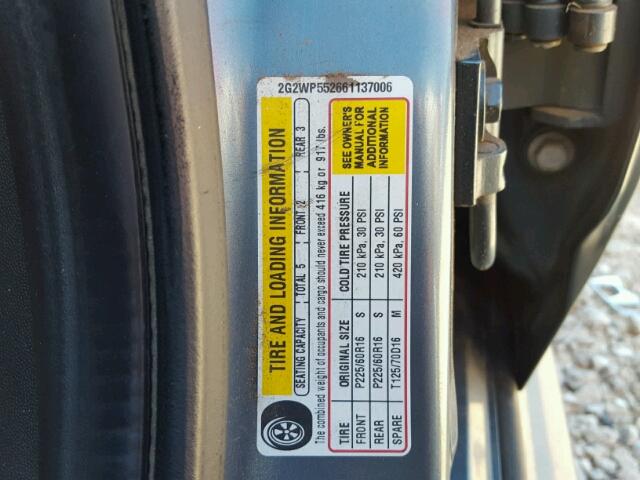 2G2WP552661137006
TIRE AND LOADING INFORMATION
SEATING CAPACITY TOTAL 5 FRONT 2 REAR 3
The combined weight of occupants and cargo should never exceed 416 kg or 917 lbs.
TIRE ORIGINAL SIZE COLD TIRE PRESSURE
FRONT P225/60R16 S 210 kPa, 30 PSI
REAR P225/60R16 S 210 kPa, 30 PSI
SPARE T125/70D16 M 420 kPa, 60 PSI
SEE OWNER'S
MANUAL FOR
ADDITIONAL
INFORMATION